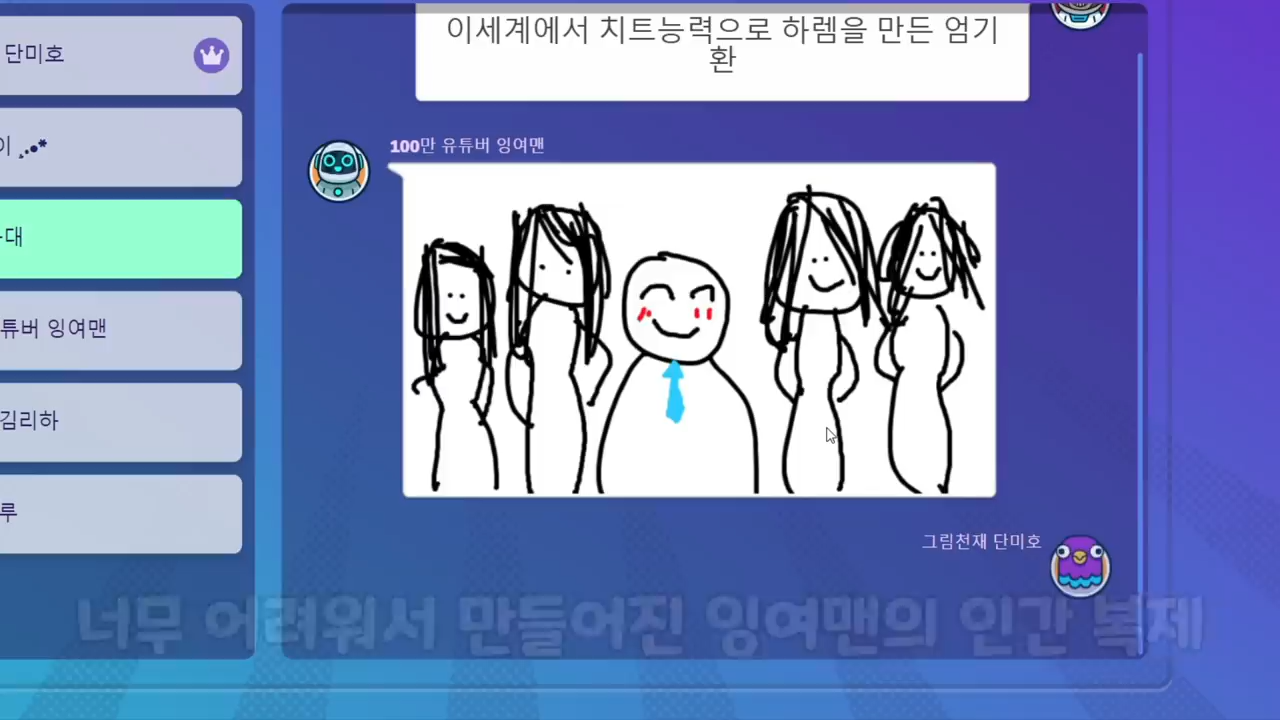 단미호
이세계에서 치트능력으로 하렘을 만든 엄기
환
이 ¸.•*
대
100만 유튜버 잉여맨
튜버 잉여맨
김리하
루
그림천재 단미호
너무 어려워서 만들어진 잉여맨의 인간 복제